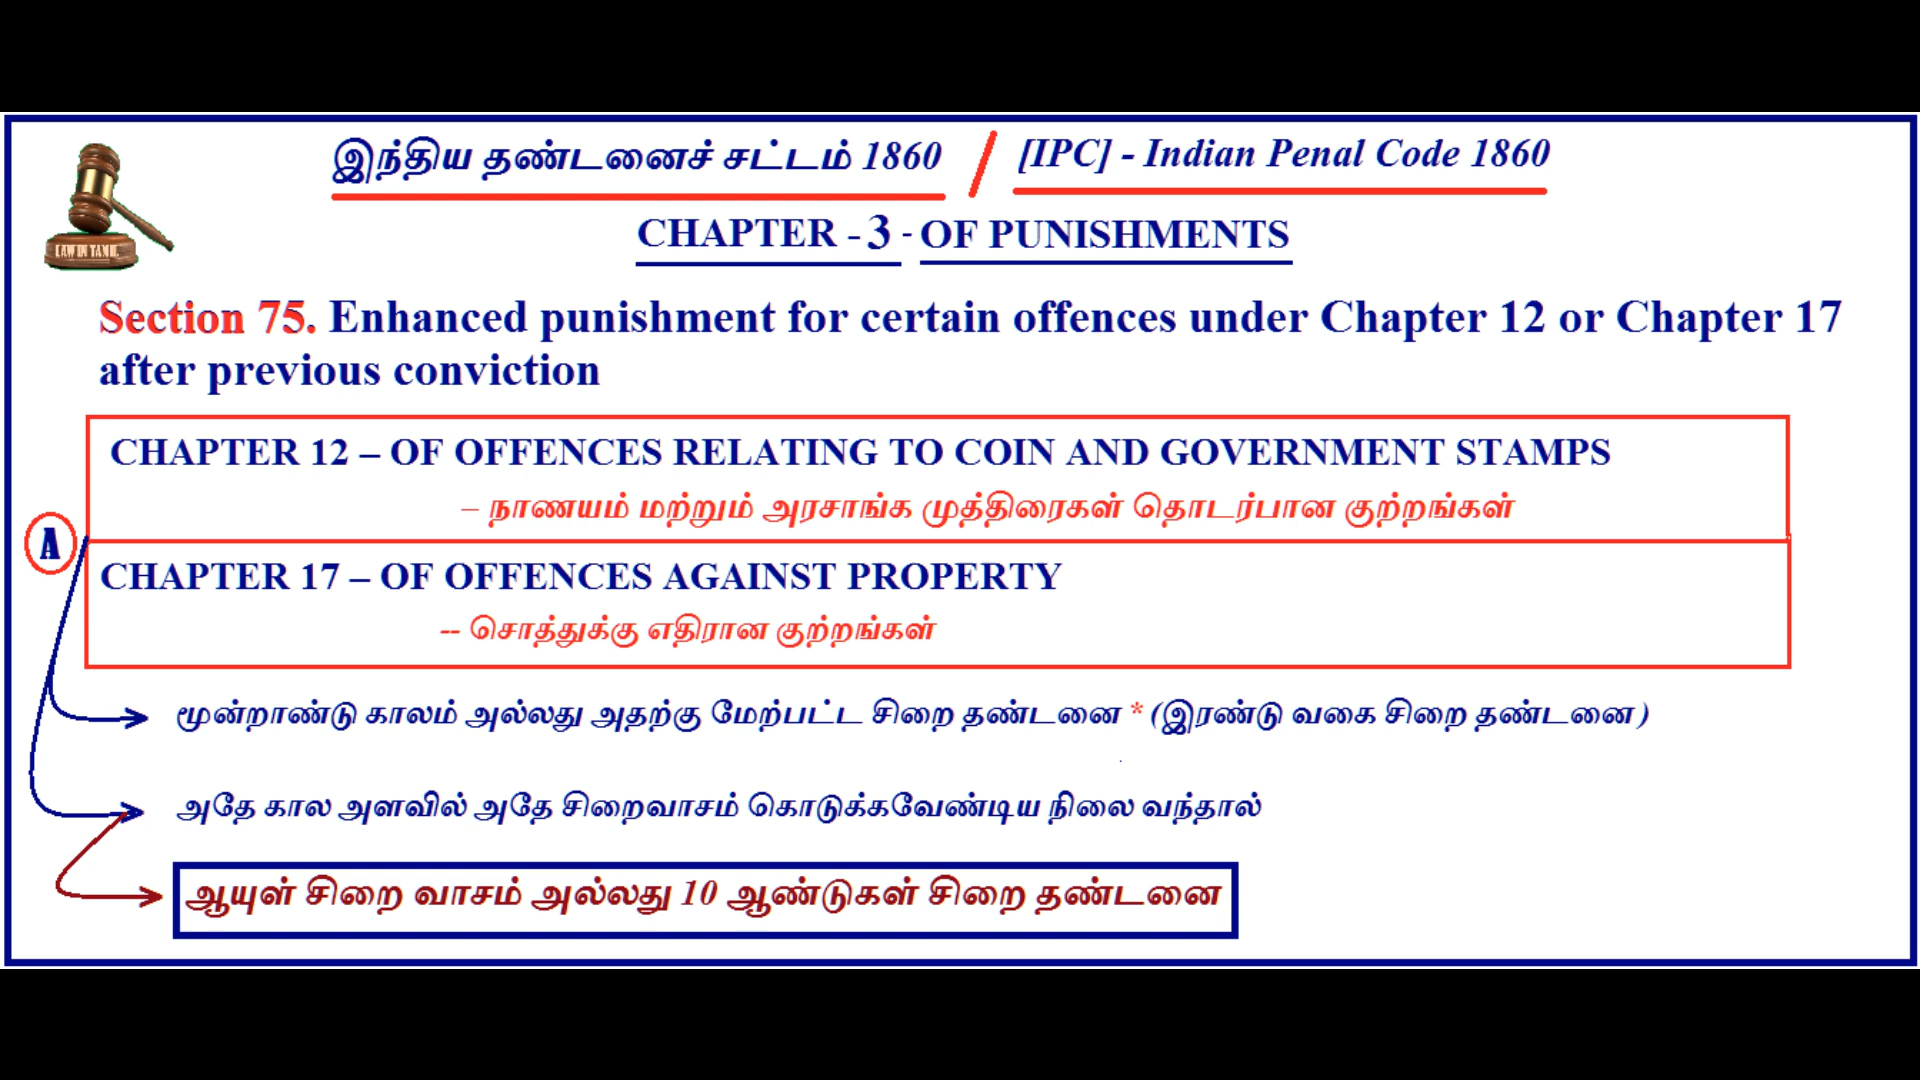 இந்திய தண்டனைச் சட்டம் 1860 / [IPC] - Indian Penal Code 1860
LAW IN TAMIL
CHAPTER - 3 - OF PUNISHMENTS
Section 75. Enhanced punishment for certain offences under Chapter 12 or Chapter 17
after previous conviction
CHAPTER 12 – OF OFFENCES RELATING TO COIN AND GOVERNMENT STAMPS
– நாணயம் மற்றும் அரசாங்க முத்திரைகள் தொடர்பான குற்றங்கள்
A
CHAPTER 17 – OF OFFENCES AGAINST PROPERTY
-- சொத்துக்கு எதிரான குற்றங்கள்
மூன்றாண்டு காலம் அல்லது அதற்கு மேற்பட்ட சிறை தண்டனை * (இரண்டு வகை சிறை தண்டனை)
அதே கால அளவில் அதே சிறைவாசம் கொடுக்கவேண்டிய நிலை வந்தால்
ஆயுள் சிறை வாசம் அல்லது 10 ஆண்டுகள் சிறை தண்டனை